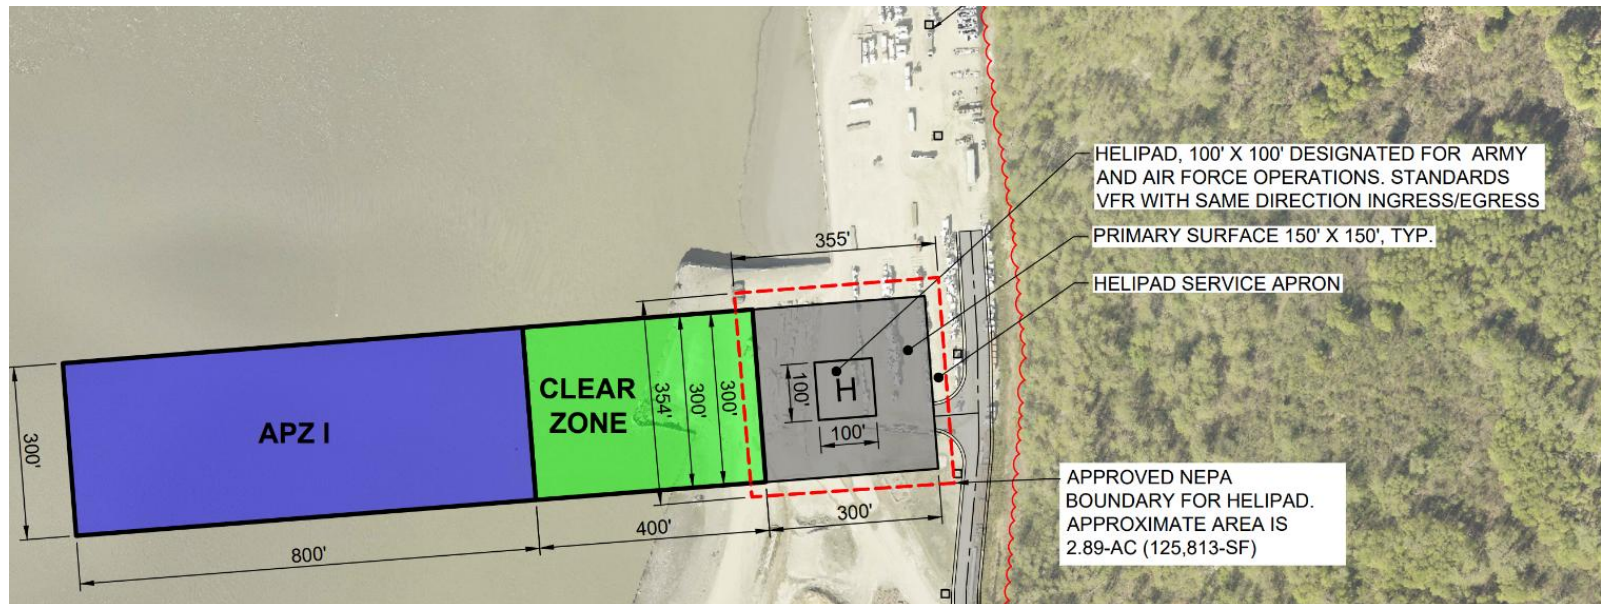 HELIPAD, 100' X 100' DESIGNATED FOR ARMY
AND AIR FORCE OPERATIONS. STANDARDS
VFR WITH SAME DIRECTION INGRESS/EGRESS
355'
PRIMARY SURFACE 150' X 150', TYP.
HELIPAD SERVICE APRON
300'
APZ I
CLEAR
ZONE
354'
300'
300'
100'
H
100'
800'
400'
300'
APPROVED NEPA
BOUNDARY FOR HELIPAD.
APPROXIMATE AREA IS
2.89-AC (125,813-SF)